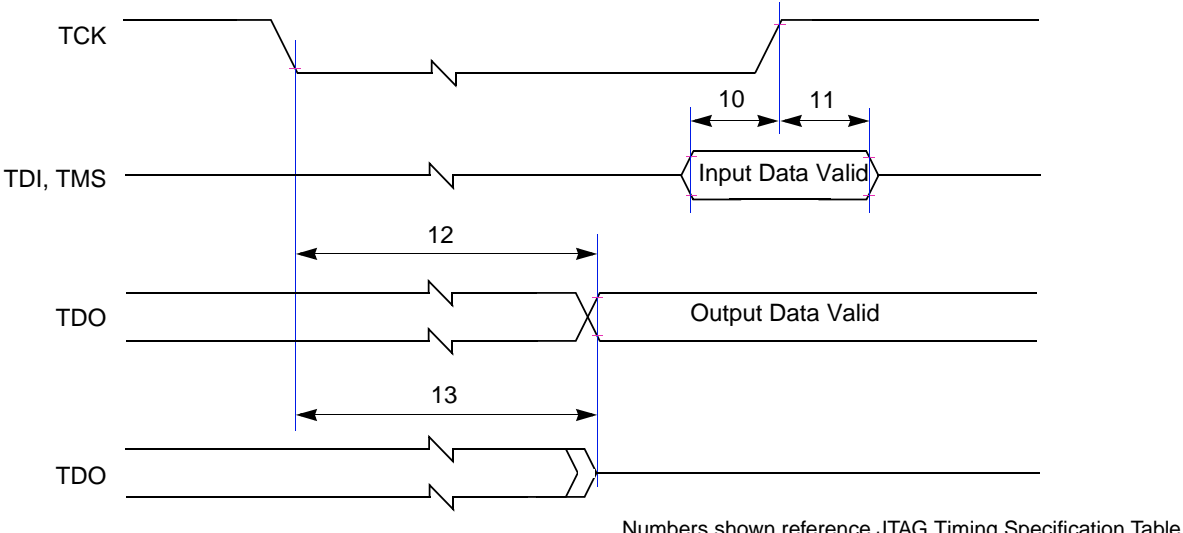 TCK
10
11
TDI, TMS
Input Data Valid
12
TDO
Output Data Valid
13
TDO
Numbers shown reference JTAG Timing Specification Table